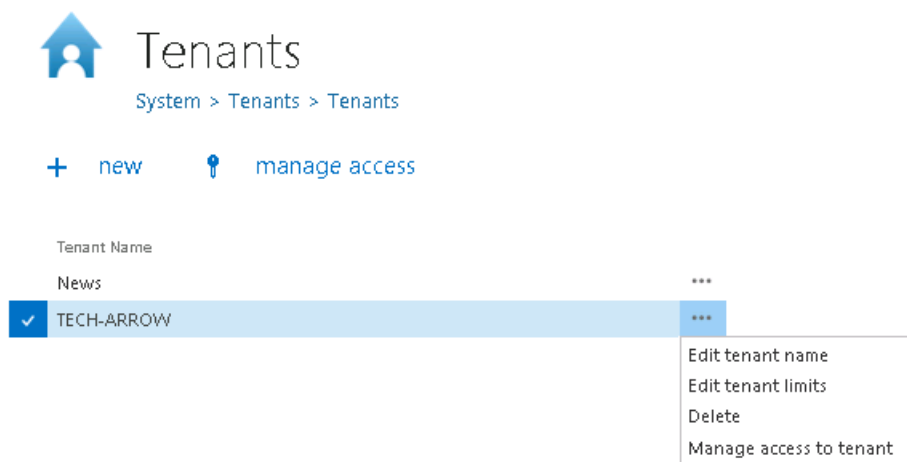 Tenants
System > Tenants > Tenants
+ new manage access
Tenant Name
News ...
TECH-ARROW ...
Edit tenant name
Edit tenant limits
Delete
Manage access to tenant